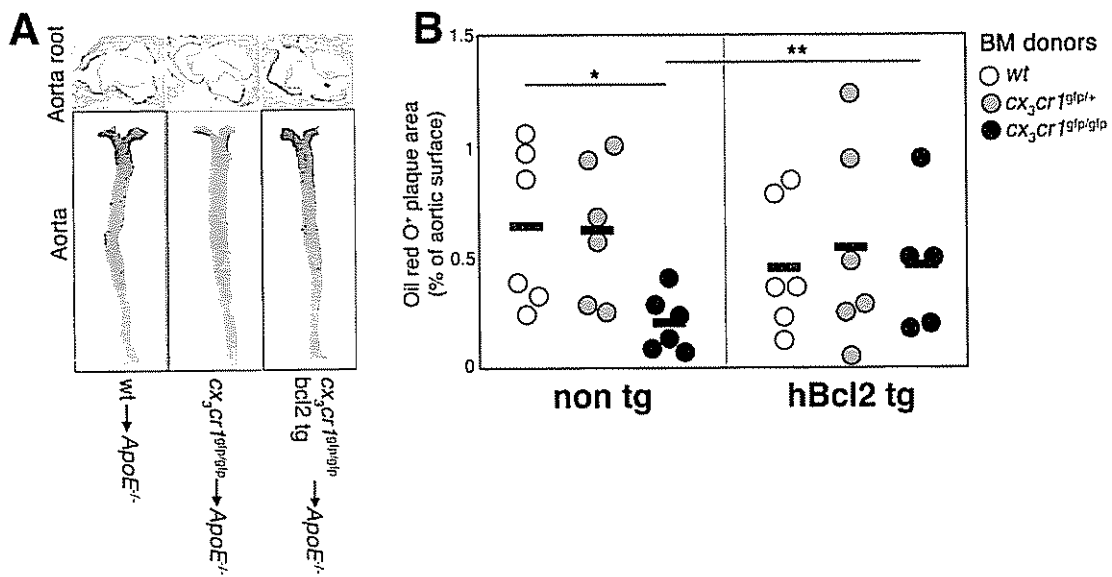 A
Aorta root
Aorta
wt→ApoE-/-
cx3cr1gfp/gfp→ApoE-/-
cx3cr1gfp/gfp
bcl2 tg
→ApoE-/-
B
Oil red O+ plaque area
(% of aortic surface)
1.5
1
0.5
0
*
**
non tg
hBcl2 tg
BM donors
wt
cx3cr1gfp/+
cx3cr1gfp/gfp